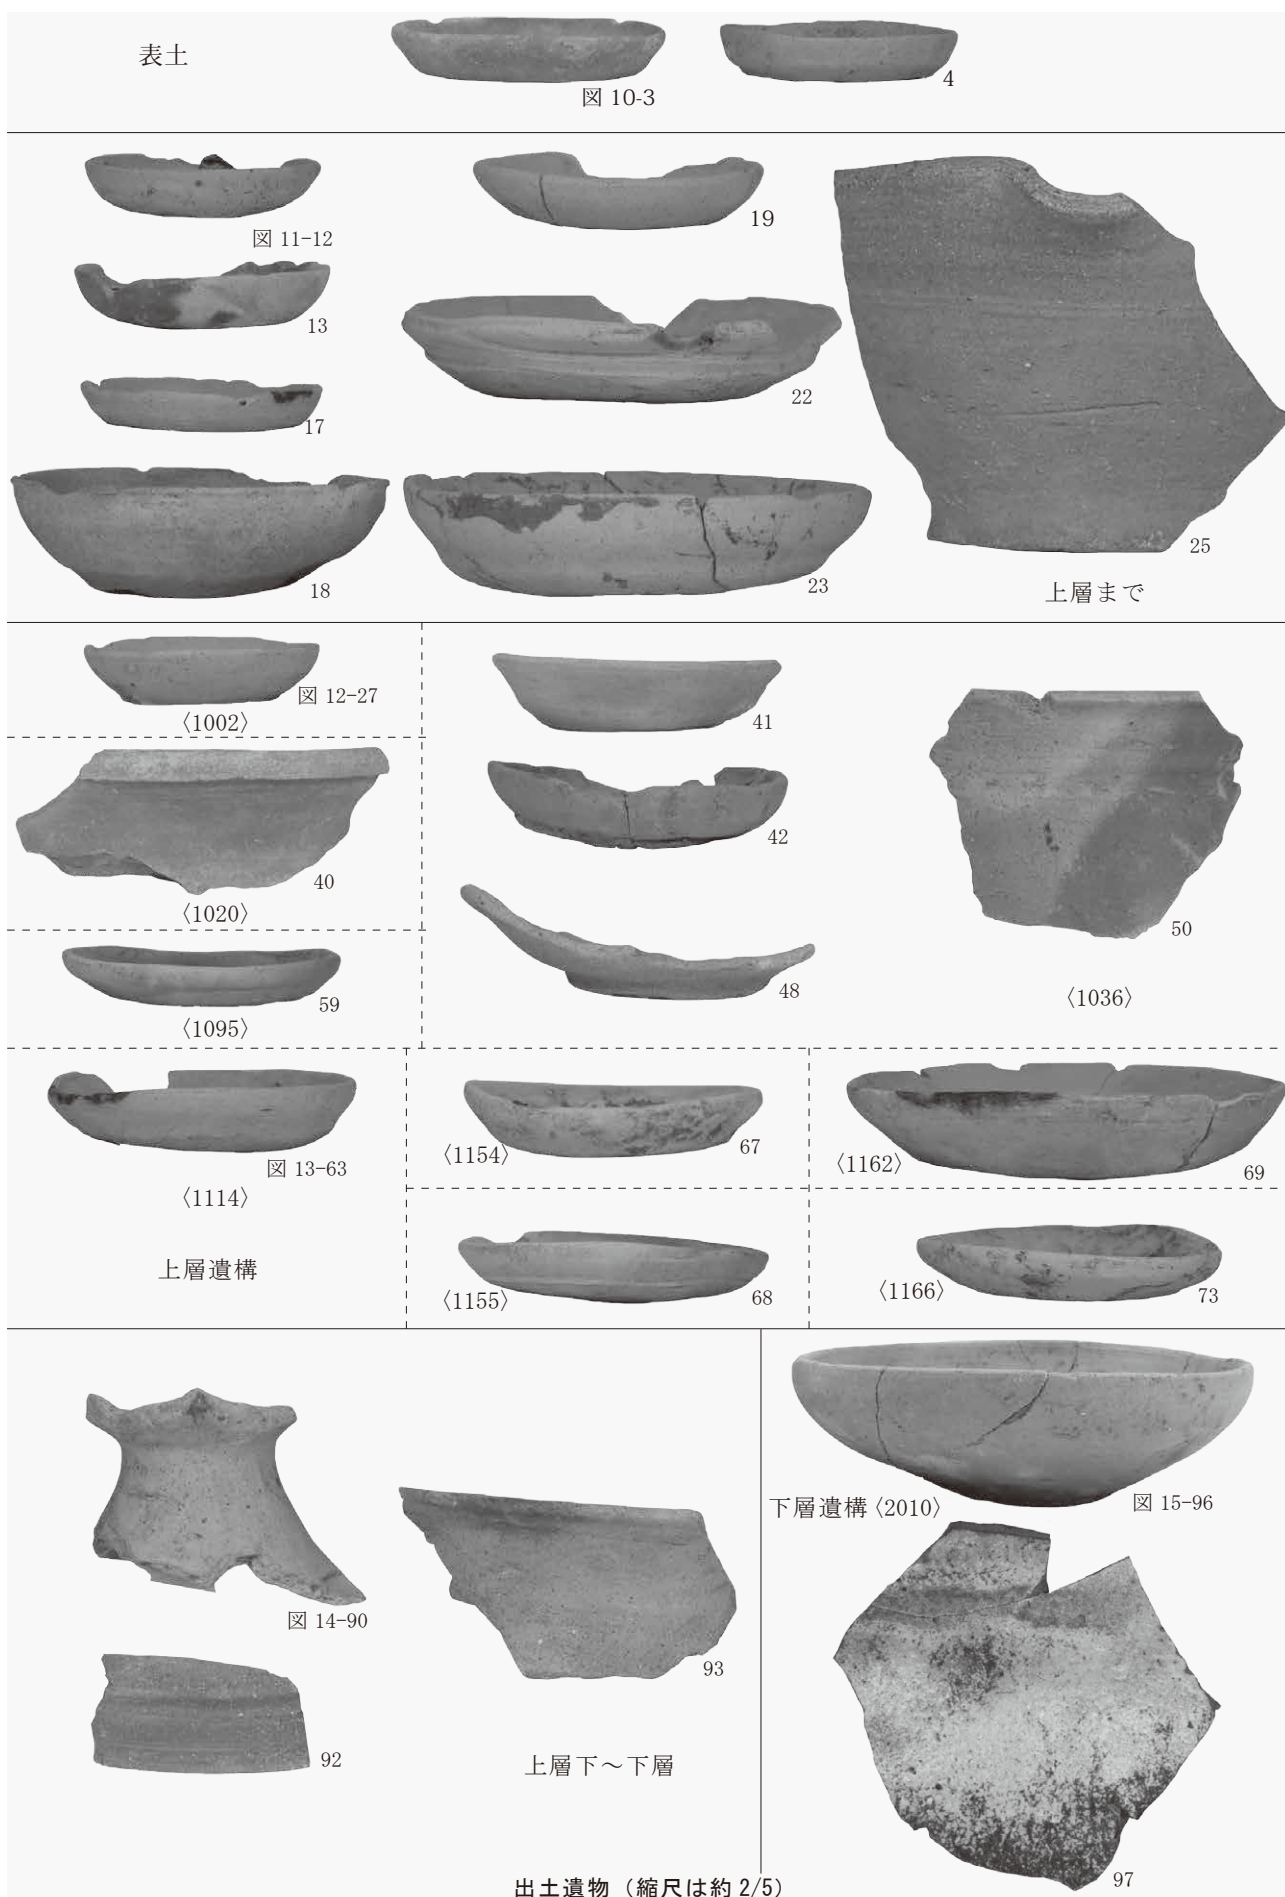 表土
図 10-3
4
図 11-12
13
17
18
19
22
23
25
上層まで
図 12-27
〈1002〉
40
〈1020〉
59
〈1095〉
41
42
48
50
〈1036〉
図 13-63
〈1114〉
上層遺構
〈1154〉
67
〈1155〉
68
〈1162〉
69
〈1166〉
73
図 14-90
92
93
上層下～下層
下層遺構〈2010〉
図 15-96
97
出土遺物（縮尺は約 2/5）